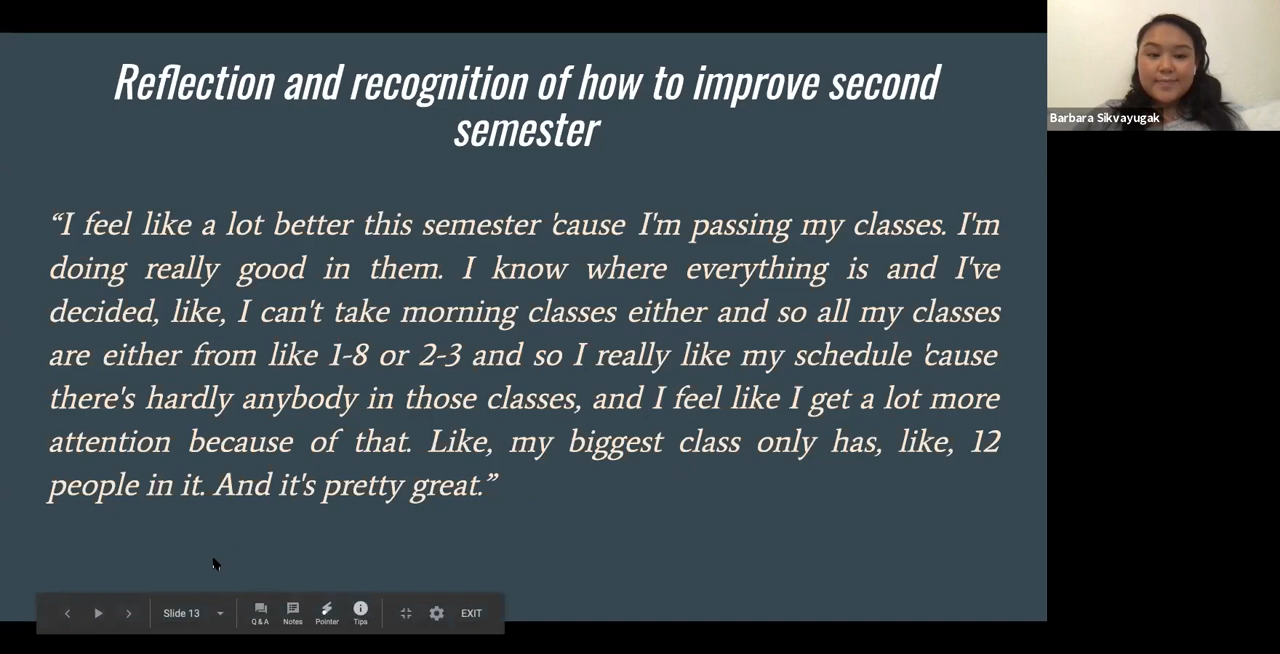 Reflection and recognition of how to improve second
semester
“I feel like a lot better this semester 'cause I'm passing my classes. I'm
doing really good in them. I know where everything is and I've
decided, like, I can't take morning classes either and so all my classes
are either from like 1-8 or 2-3 and so I really like my schedule 'cause
there's hardly anybody in those classes, and I feel like I get a lot more
attention because of that. Like, my biggest class only has, like, 12
people in it. And it's pretty great.”
Barbara Sikvayugak
Slide 13
Q & A
Notes
Pointer
Tips
EXIT